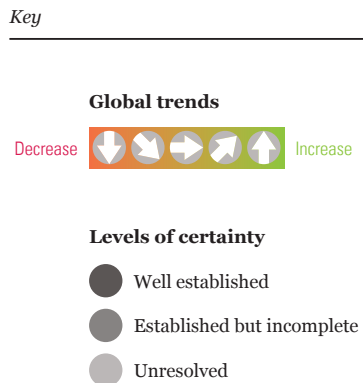 Key
Global trends
Decrease
Increase
Levels of certainty
Well established
Established but incomplete
Unresolved